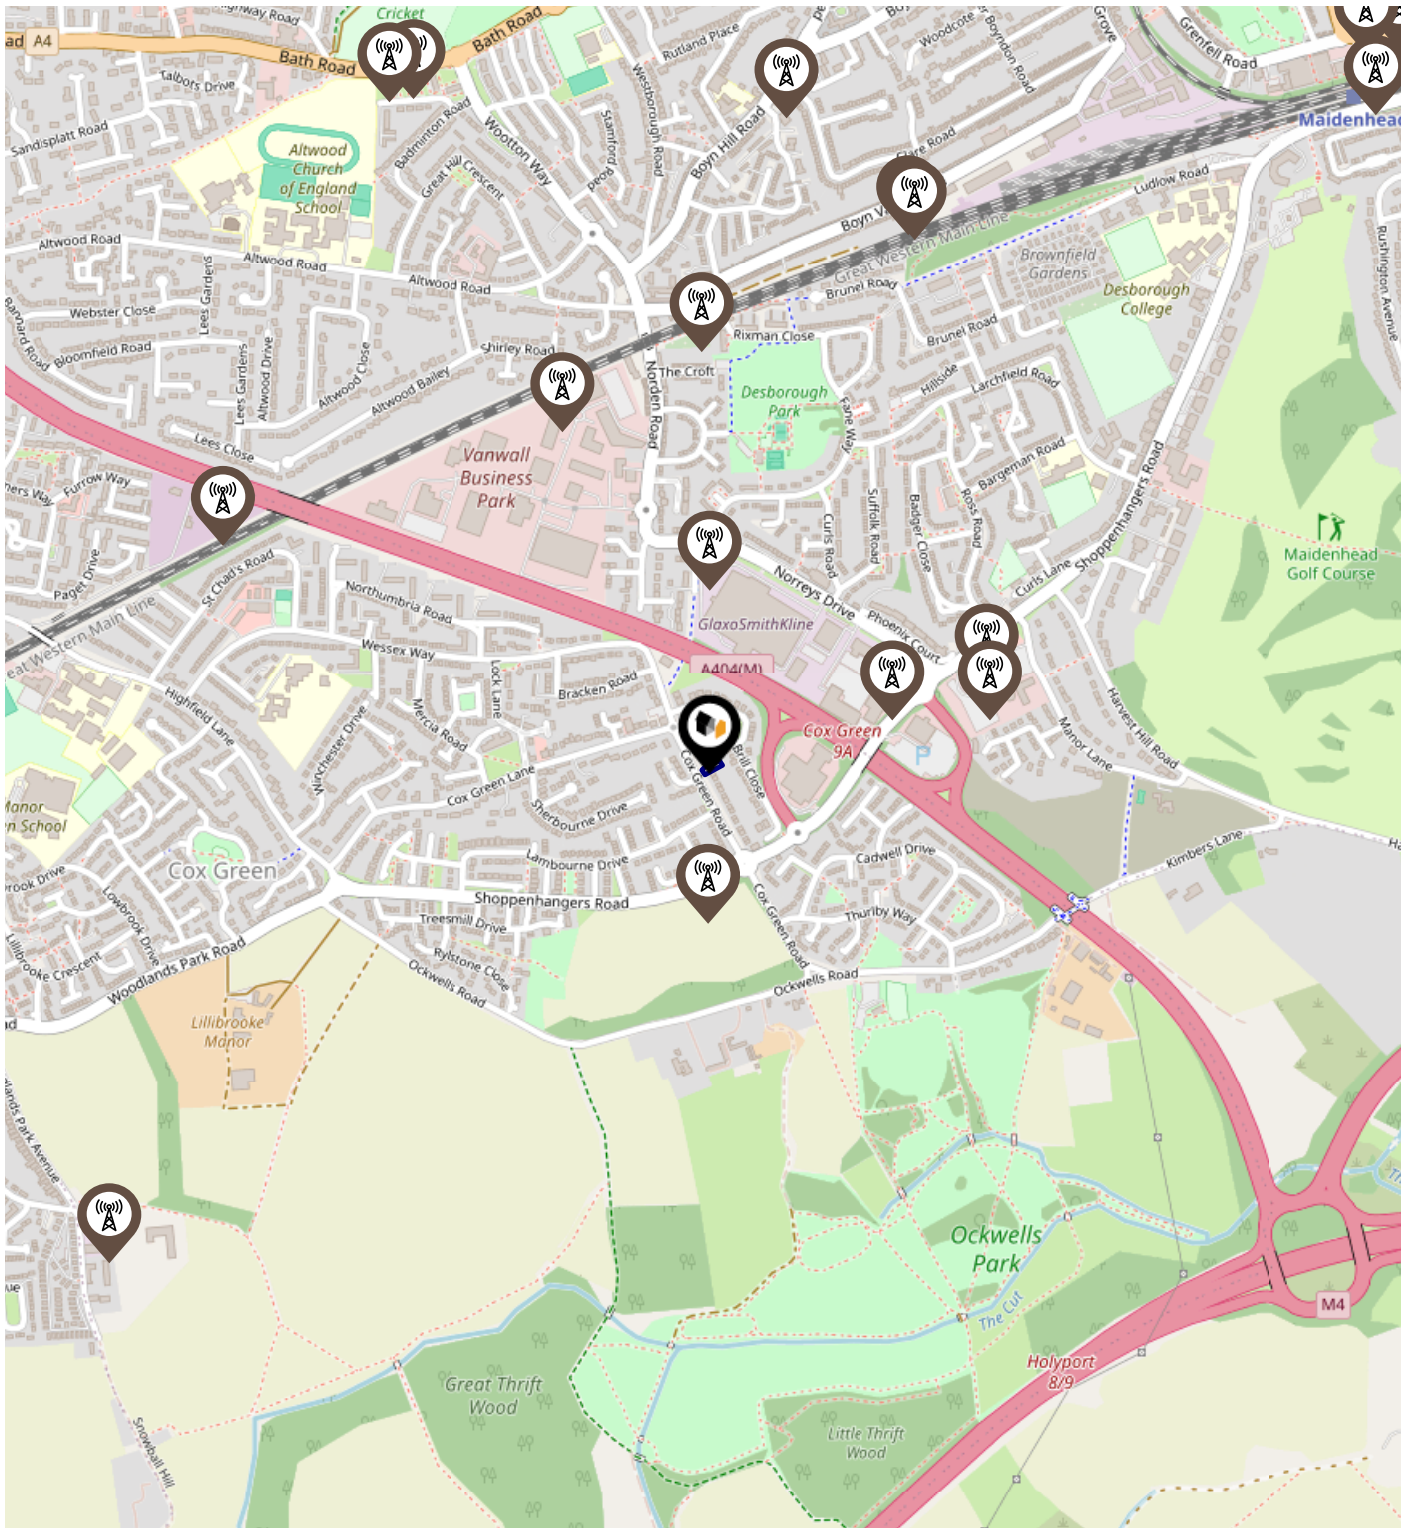 Cricket
Highway Road
A4
Bath Road
Bath Road
Talbots Drive
Sandisplatt Road
Altwood
Church
of England
School
Badminton Road
Great Hill Crescent
Wootton Way
Stamford Road
Westborough Road
Rutland Place
Boyn Hill Road
Woodcote
Boyndon Road
Grove
Grenfell Road
Clare Road
Boyn V
Maidenhead
Ludlow Road
Great Western Main Line
Brownfield
Gardens
Desborough
College
Rushington Avenue
Altwood Road
Altwood Road
Altwood Road
Lees Gardens
Webster Close
Bannard Road
Bloomfield Road
Lees Gardens
Altwood Drive
Altwood Close
Altwood Bailey
Shirley Road
Norden Road
The Croft
Rixman Close
Brunel Road
Brunel Road
Hillside
Larchfield Road
Desborough
Park
Fane Way
Bargeman Road
Lees Close
Vanwall
Business
Park
Furrow Way
Paget Drive
St Chad's Road
Curls Road
Suffolk Road
Badger Close
Ross Road
Shoppenhangers Road
Maidenhead
Golf Course
Curls Lane
Norreys Drive
Phoenix Court
GlaxoSmithKline
Northumbria Road
Wessex Way
Great Western Main Line
A404(M)
Lock Lane
Bracken Road
Mercia Road
Highfield Lane
Winchester Drive
Cox Green
9A
P
Harvest Hill Road
Manor Lane
Brill Close
Cox Green Road
Cox Green Lane
Sherbourne Drive
Manor
n School
Cox Green
Lambourne Drive
Cadwell Drive
Kimbers Lane
Shoppenhangers Road
Cox Green Road
Thurlby Way
Lowbrook Drive
Lillibrooke Crescent
Treesmill Drive
Rylstone Close
Woodlands Park Road
Ockwells Road
Ockwells Road
Lillibrooke
Manor
Ockwells
Park
The Cut
M4
Holyport
8/9
Great Thrift
Wood
Little Thrift
Wood
Snowball Hill